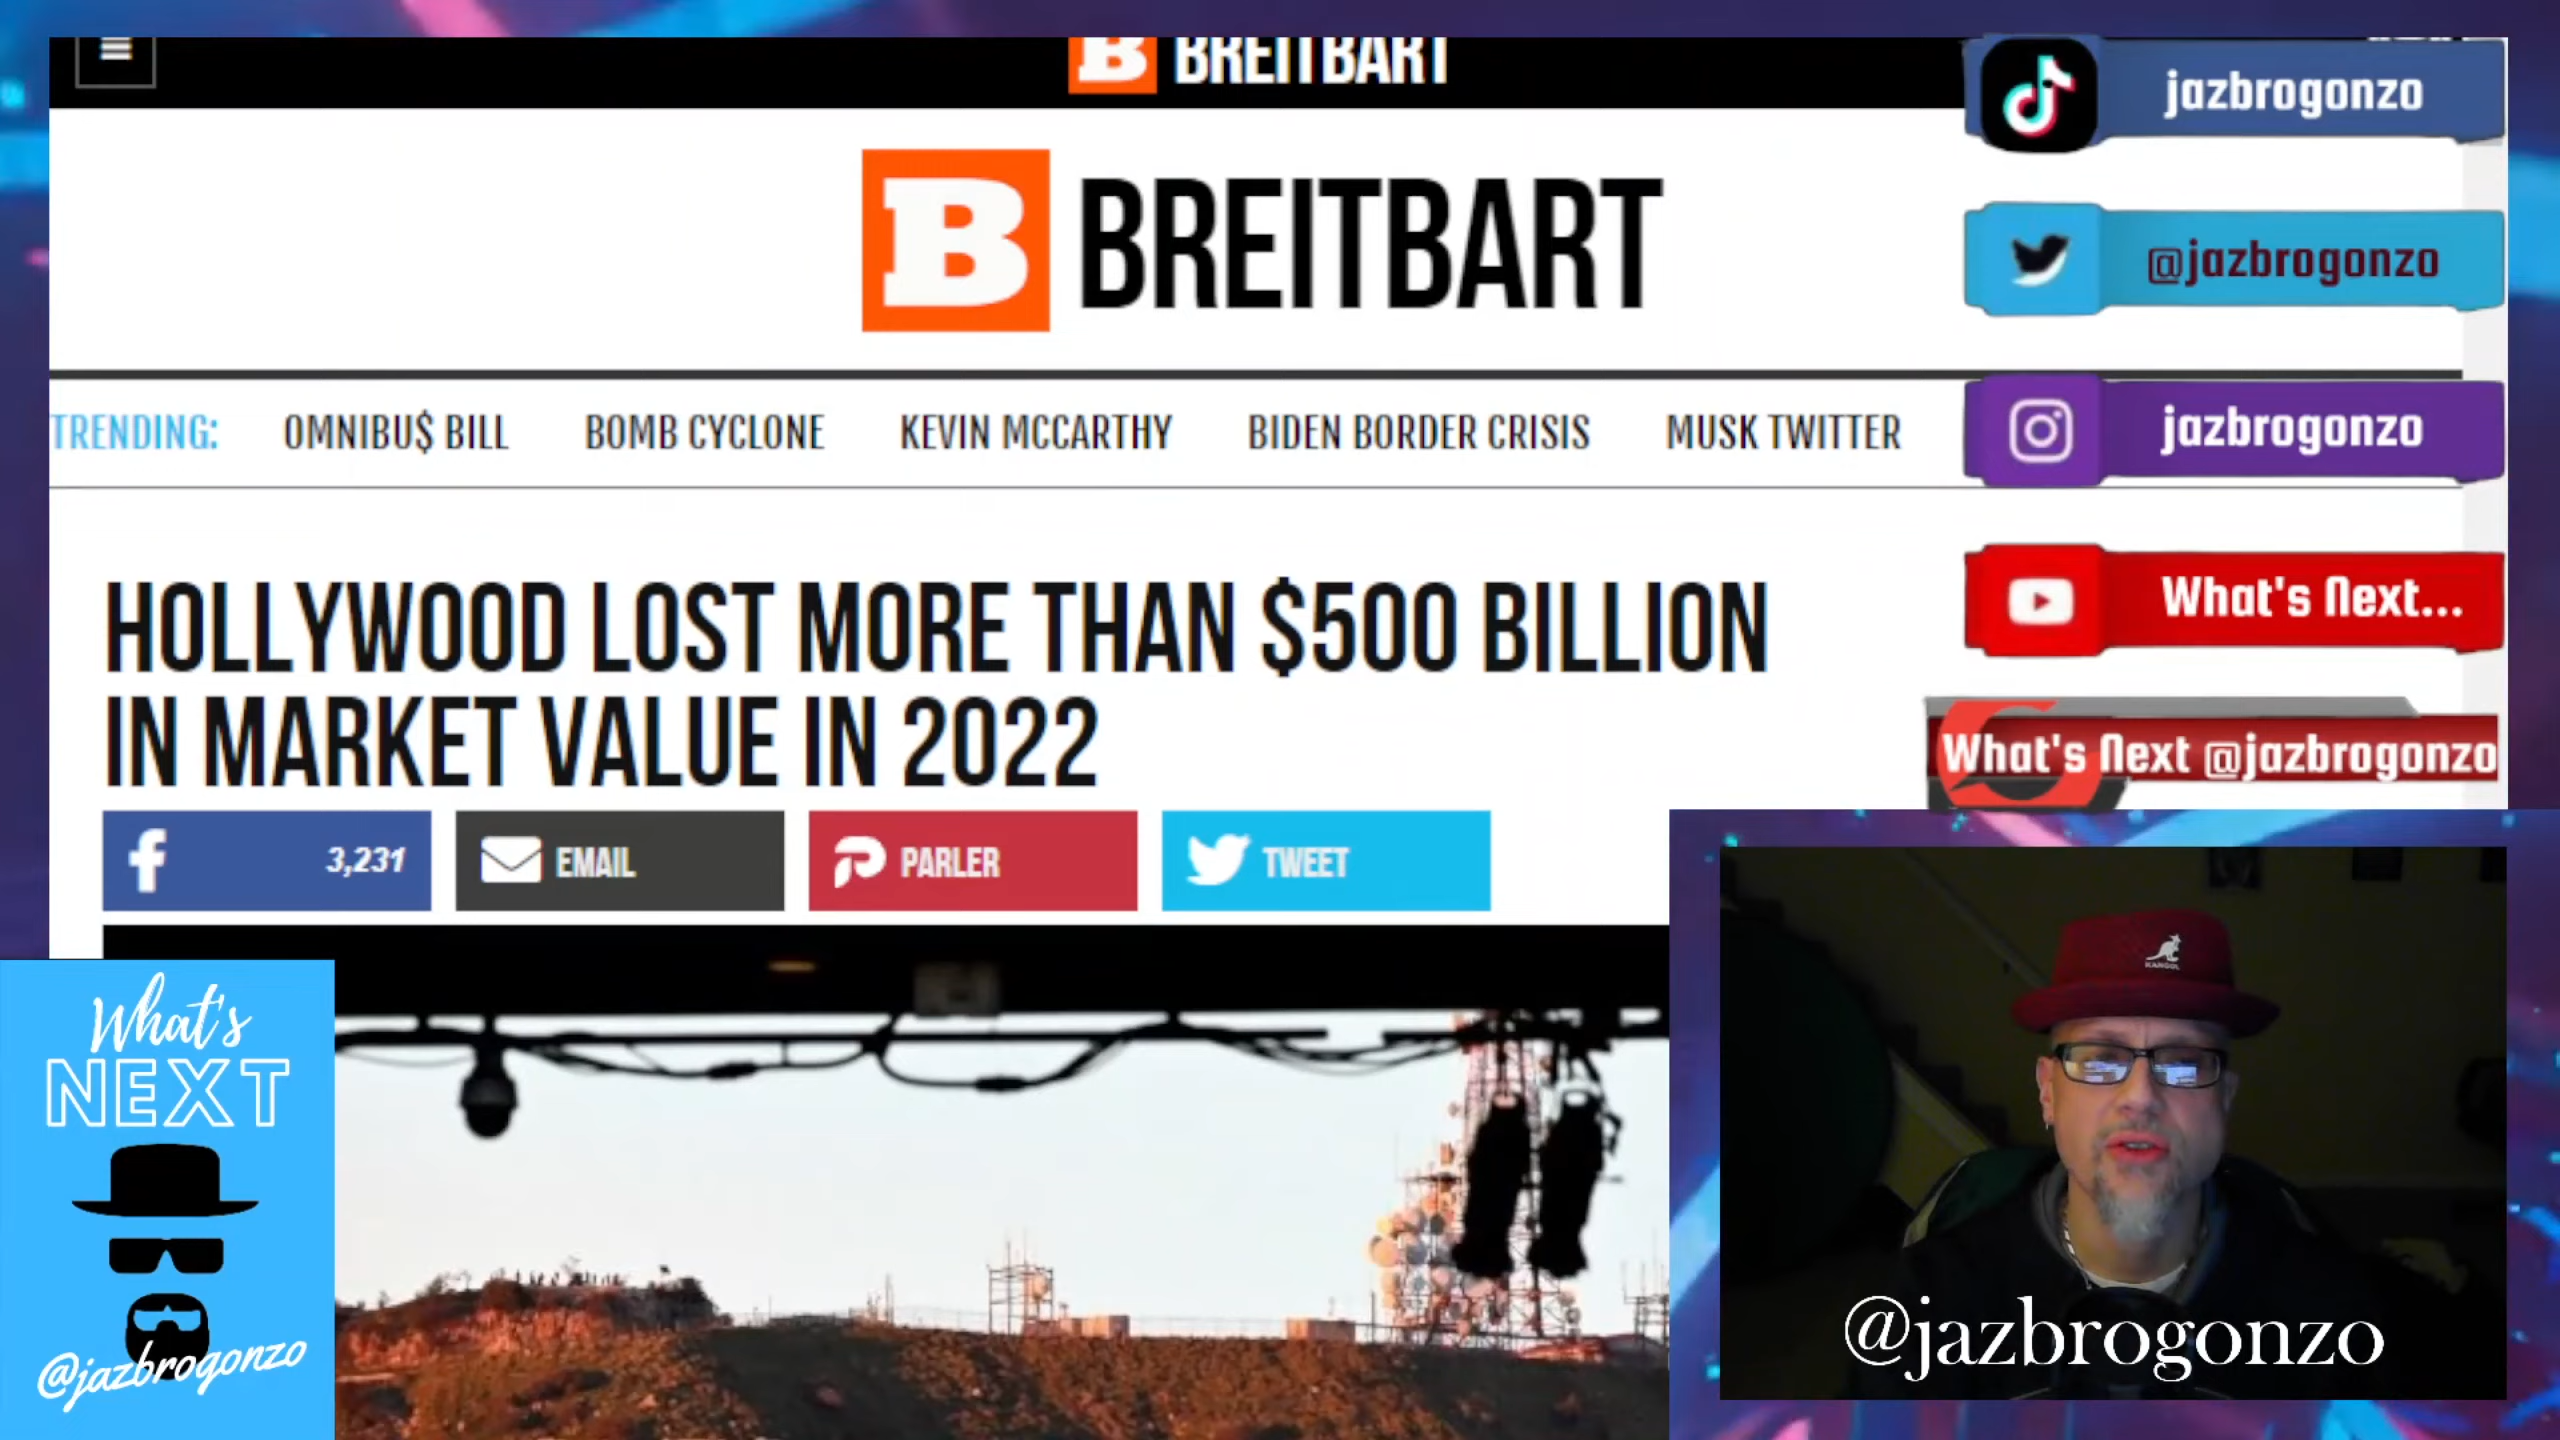 BREITBART
BREITBART
TRENDING: OMNIBU$ BILL BOMB CYCLONE KEVIN MCCARTHY BIDEN BORDER CRISIS MUSK TWITTER
HOLLYWOOD LOST MORE THAN $500 BILLION
IN MARKET VALUE IN 2022
3,231 EMAIL PARLER TWEET
jazbrogonzo
@jazbrogonzo
jazbrogonzo
What's Next...
What's Next @jazbrogonzo
What's
NEXT
@jazbrogonzo
KANGOL
@jazbrogonzo